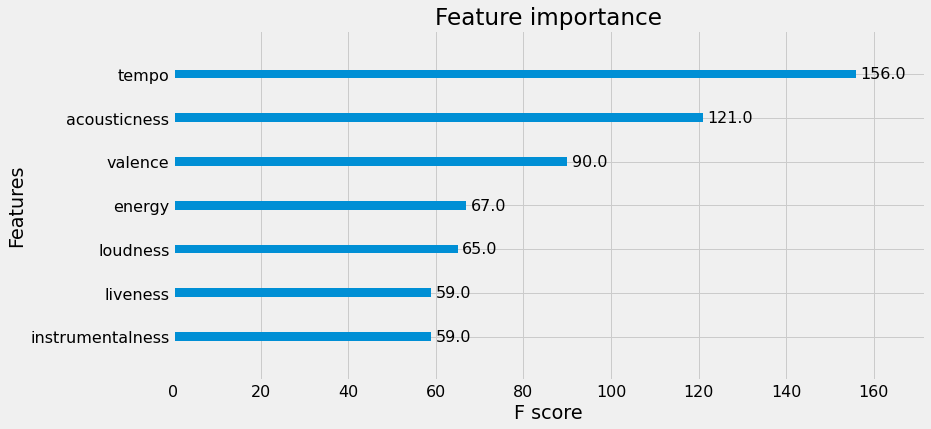 Feature importance
Features
tempo 156.0
acousticness 121.0
valence 90.0
energy 67.0
loudness 65.0
liveness 59.0
instrumentalness 59.0
0 20 40 60 80 100 120 140 160
F score